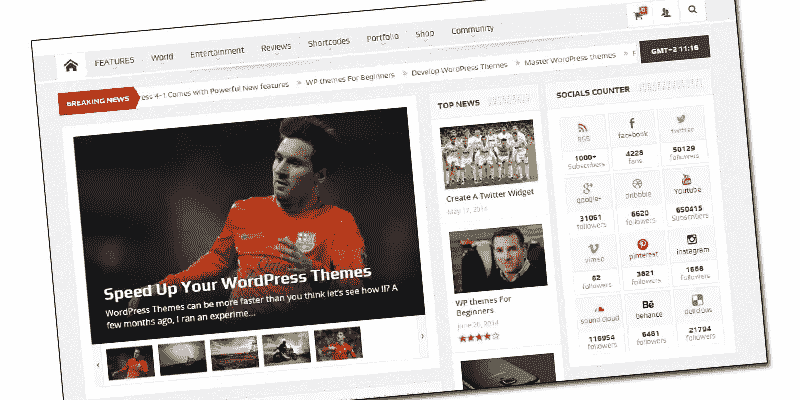 FEATURES World Entertainment Reviews Shortcodes Portfolio Shop Community
BREAKING NEWS
ess 4-1 Comes with Powerful New features » WP themes For Beginners » Develop WordPress Themes » Master WordPress themes »
GMT-2 11:16
Speed Up Your WordPress Themes
WordPress Themes can be more faster than you think let's see how !!? A
few months ago, I ran an experime...
TOP NEWS
Create A Twitter Widget
May 17, 2014
WP themes For
Beginners
June 20, 2014
SOCIALS COUNTER
RSS
1000+
Subscribers
facebook
4228
fans
twitter
50129
followers
google+
31061
followers
dribbble
6620
followers
Youtube
650415
Subscribers
vimeo
62
followers
pinterest
3621
followers
instagram
1656
followers
sound cloud
116954
followers
Bē
behance
6461
followers
delicious
21794
followers